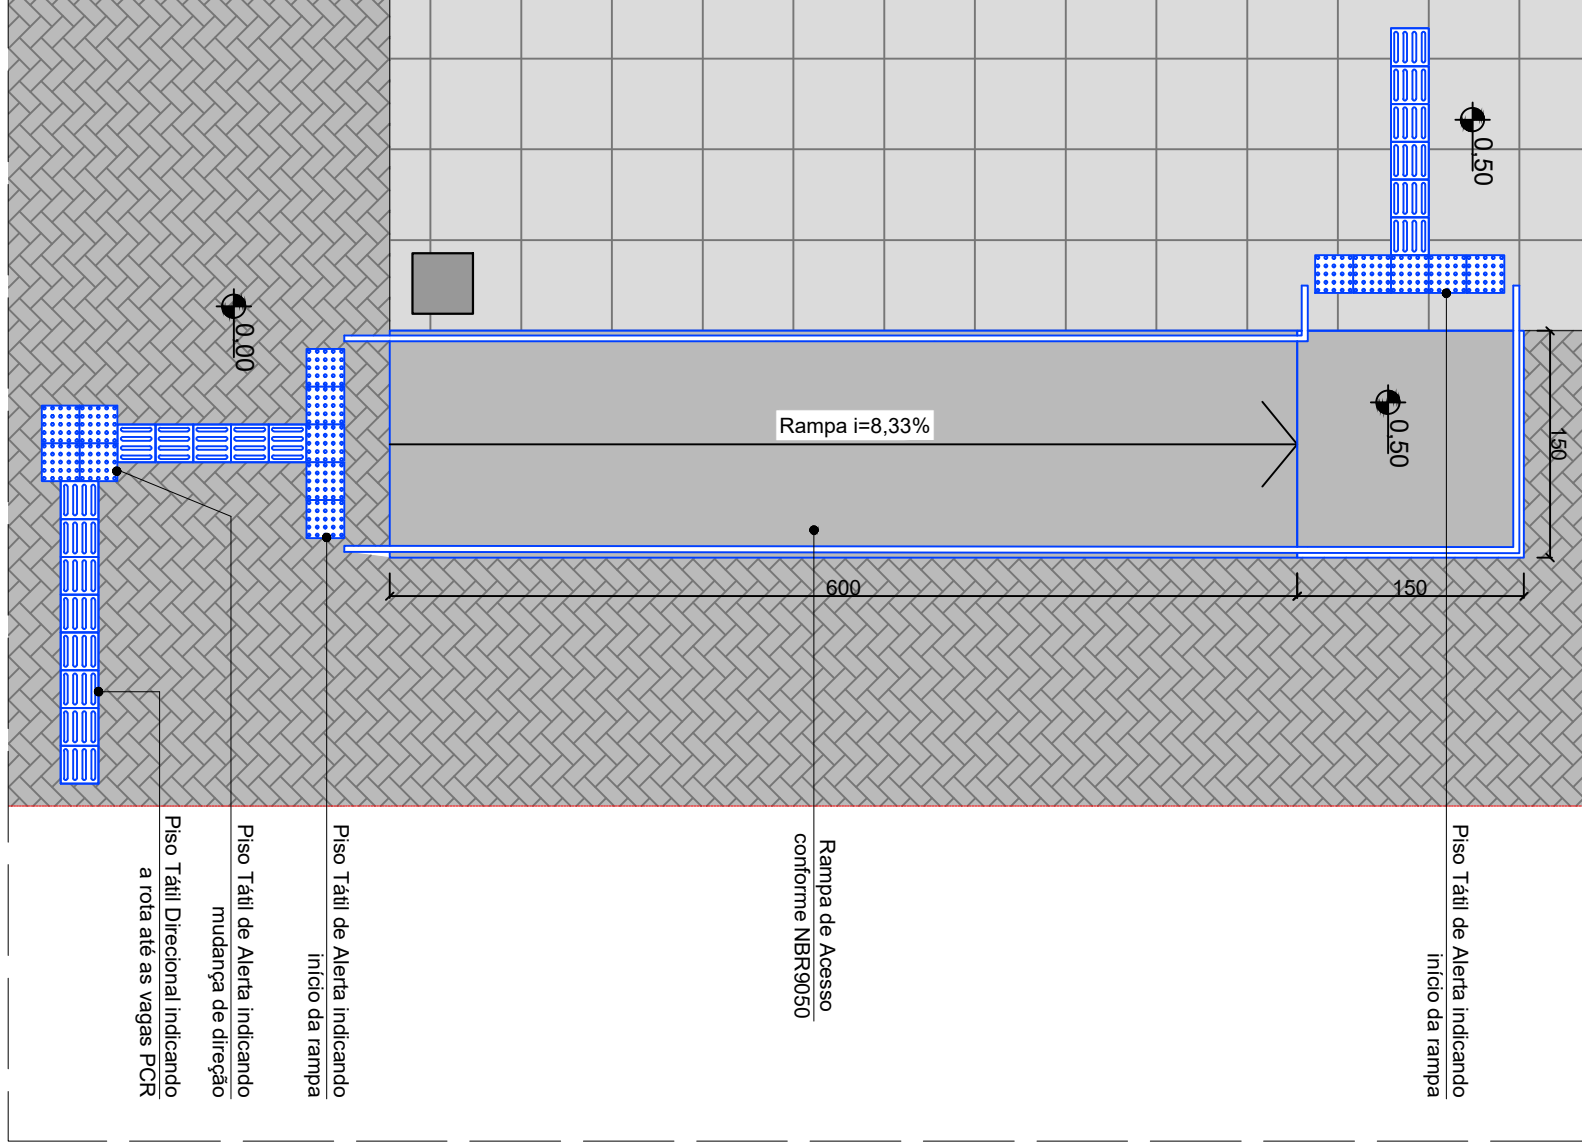 0,50
0,00
Rampa i=8,33%
0,50
150
600
150
Piso Tátil de Alerta indicando
início da rampa
Rampa de Acesso
conforme NBR9050
Piso Tátil de Alerta indicando
início da rampa
Piso Tátil de Alerta indicando
mudança de direção
Piso Tátil Direcional indicando
a rota até as vagas PCR